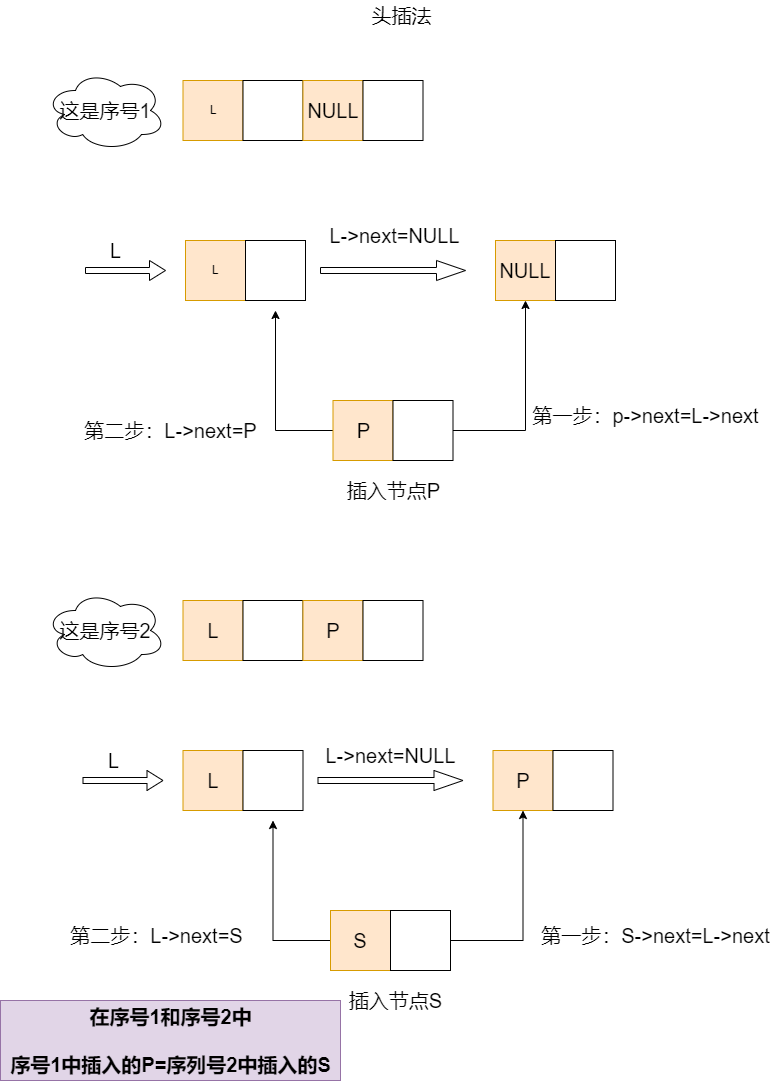 头插法
这是序号1
L
NULL
L
L->next=NULL
L
NULL
第二步：L->next=P
P
第一步：p->next=L->next
插入节点P
这是序号2
L
P
L
L->next=NULL
L
P
第二步：L->next=S
S
第一步：S->next=L->next
插入节点S
在序号1和序号2中
序号1中插入的P=序列号2中插入的S